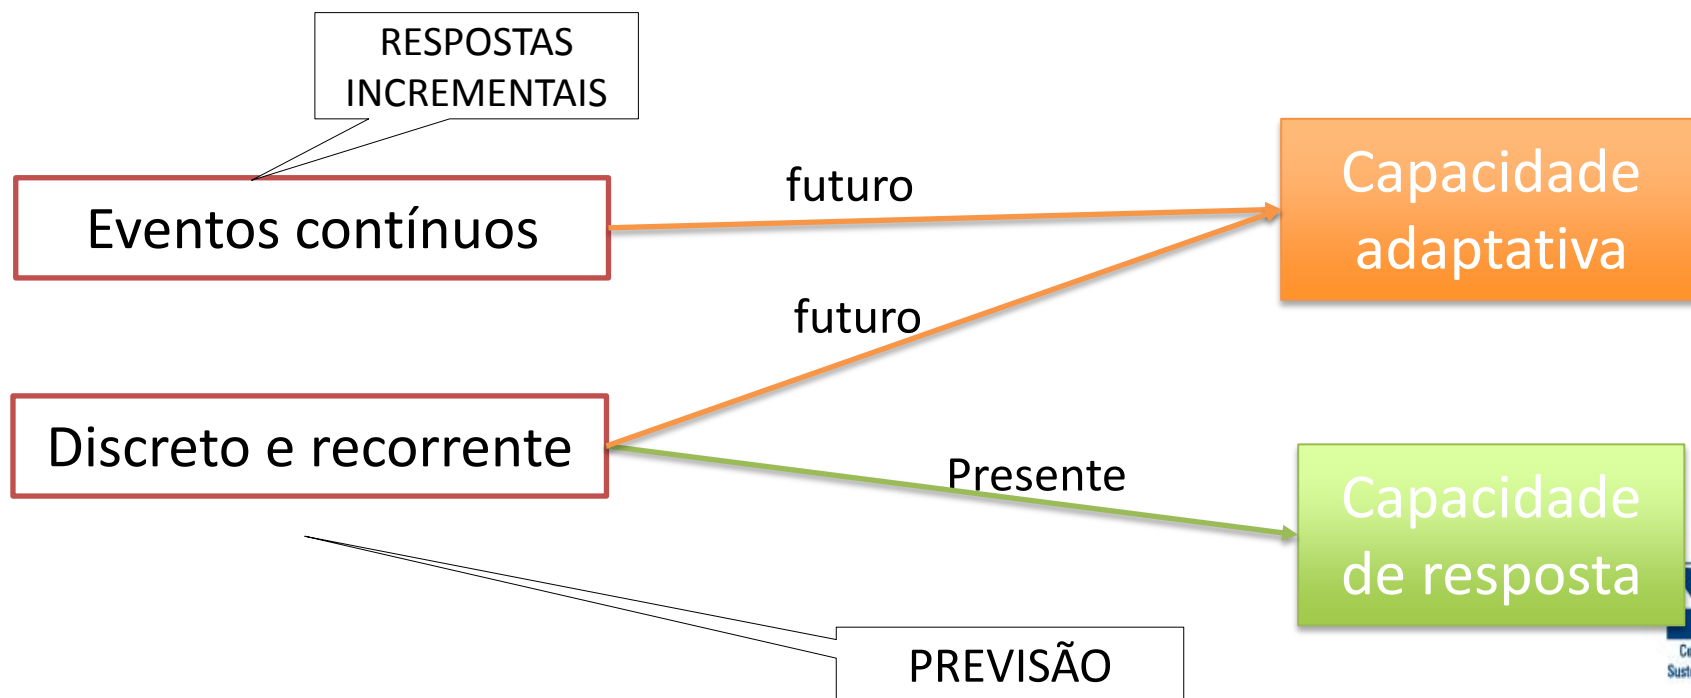 RESPOSTAS
INCREMENTAIS
Eventos contínuos
futuro
Capacidade
adaptativa
futuro
Discreto e recorrente
Presente
Capacidade
de resposta
PREVISÃO